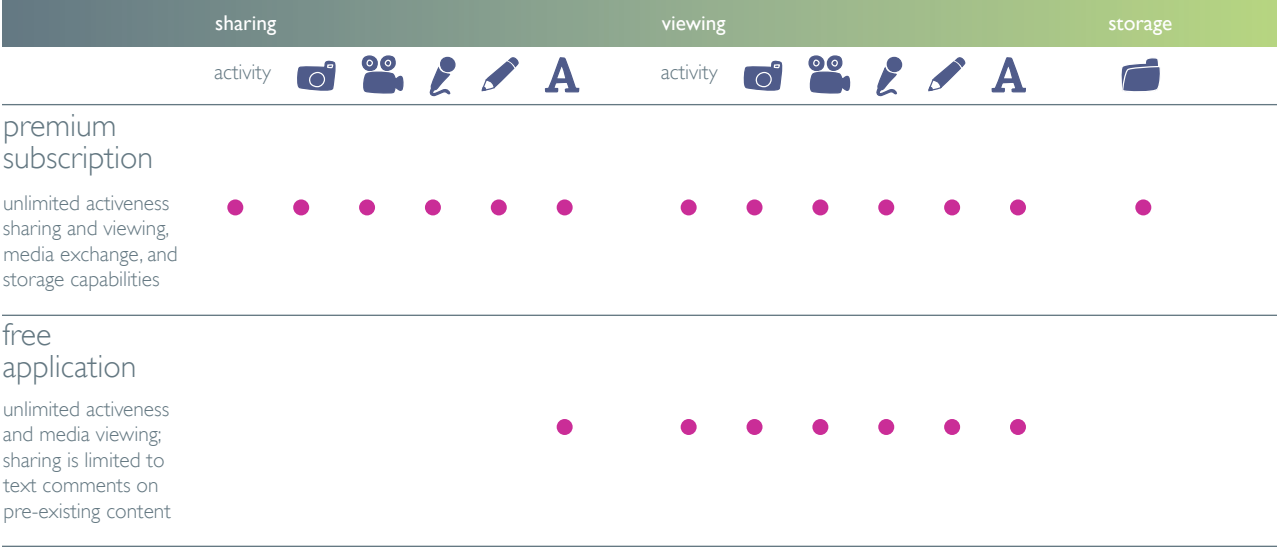 sharing viewing storage
activity A activity A
premium
subscription
unlimited activeness
sharing and viewing,
media exchange, and
storage capabilities
free
application
unlimited activeness
and media viewing;
sharing is limited to
text comments on
pre-existing content